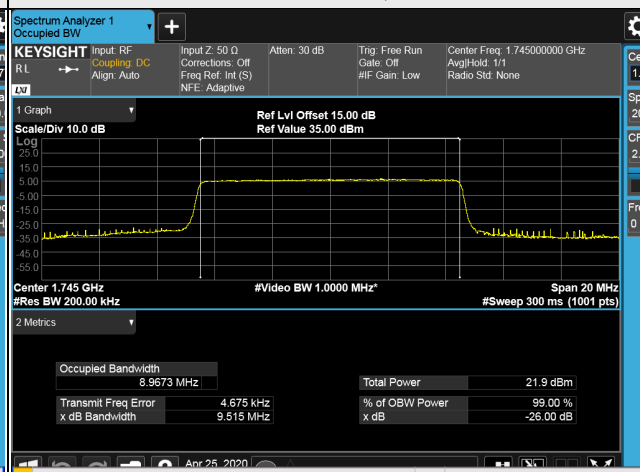 Spectrum Analyzer 1
Occupied BW
KEYSIGHT Input: RF Input Z: 50 Ω Atten: 30 dB Trig: Free Run Center Freq: 1.745000000 GHz
RL Coupling: DC Corrections: Off Gate: Off Avg|Hold: 1/1
Align: Auto Freq Ref: Int (S) #IF Gain: Low Radio Std: None
LXI NFE: Adaptive
1 Graph
Ref Lvl Offset 15.00 dB
Scale/Div 10.0 dB Ref Value 35.00 dBm
Log
25.0
15.0
5.00
-5.00
-15.0
-25.0
-35.0
-45.0
-55.0
Center 1.745 GHz #Video BW 1.0000 MHz* Span 20 MHz
#Res BW 200.00 kHz #Sweep 300 ms (1001 pts)
2 Metrics
Occupied Bandwidth
8.9673 MHz Total Power 21.9 dBm
Transmit Freq Error 4.675 kHz % of OBW Power 99.00 %
x dB Bandwidth 9.515 MHz x dB -26.00 dB
Apr 25, 2020